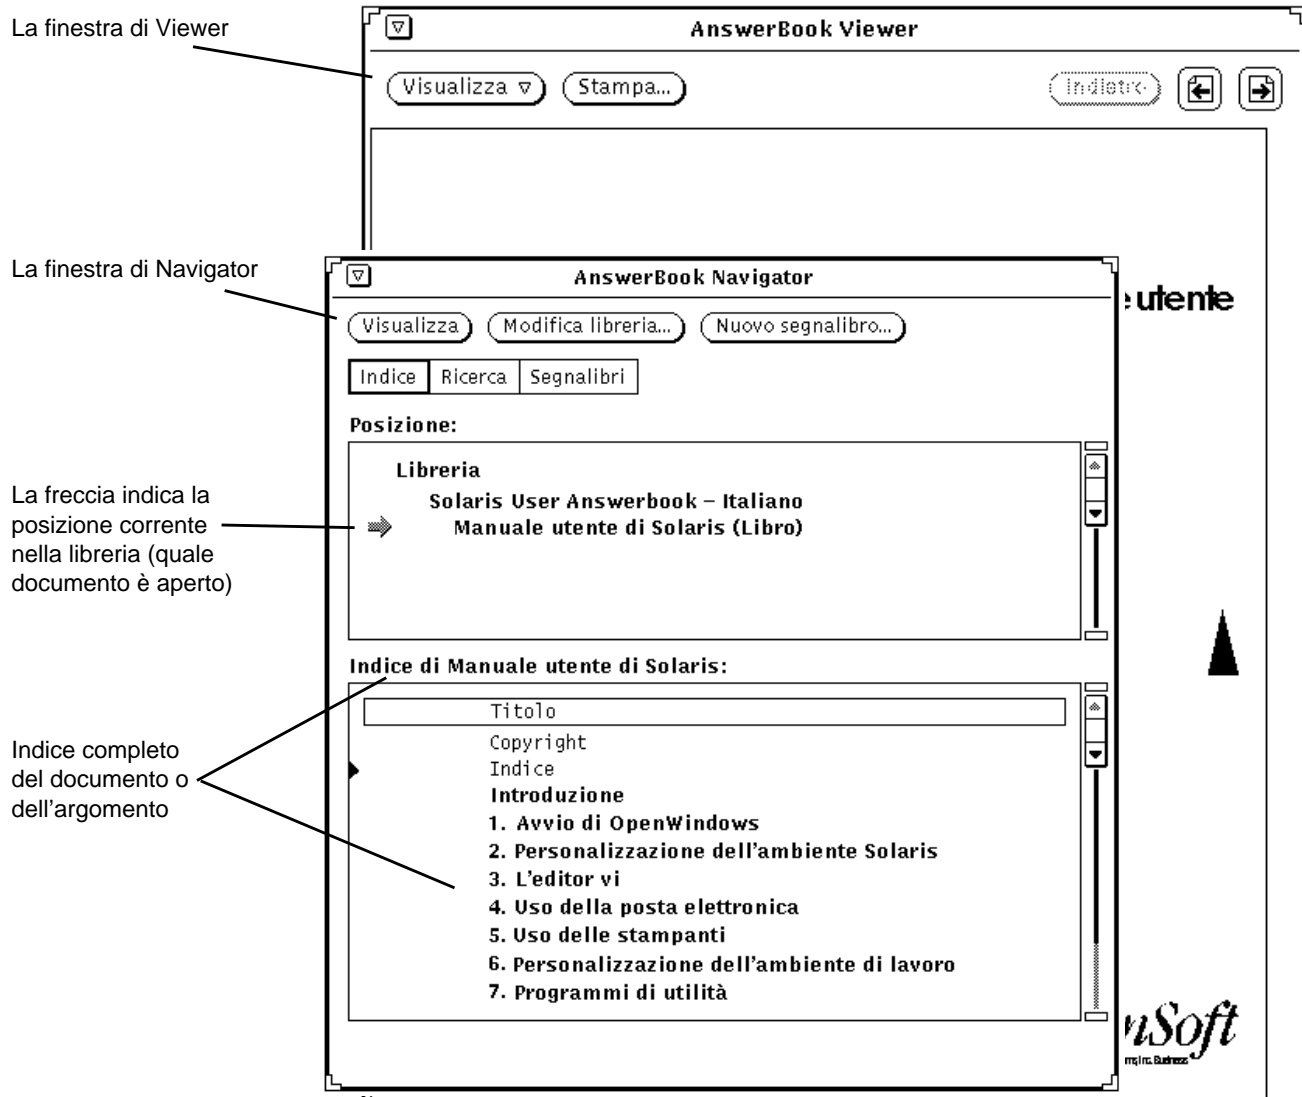 La finestra di Viewer
AnswerBook Viewer
Visualizza
Stampa...
Indietro
La finestra di Navigator
AnswerBook Navigator
utente
Visualizza
Modifica libreria...
Nuovo segnalibro...
Indice
Ricerca
Segnalibri
Posizione:
Libreria
Solaris User Answerbook – Italiano
Manuale utente di Solaris (Libro)
La freccia indica la
posizione corrente
nella libreria (quale
documento è aperto)
Indice di Manuale utente di Solaris:
Titolo
Copyright
Indice
Introduzione
1. Avvio di OpenWindows
2. Personalizzazione dell'ambiente Solaris
3. L'editor vi
4. Uso della posta elettronica
5. Uso delle stampanti
6. Personalizzazione dell'ambiente di lavoro
7. Programmi di utilità
Indice completo
del documento o
dell'argomento
nSoft
Business